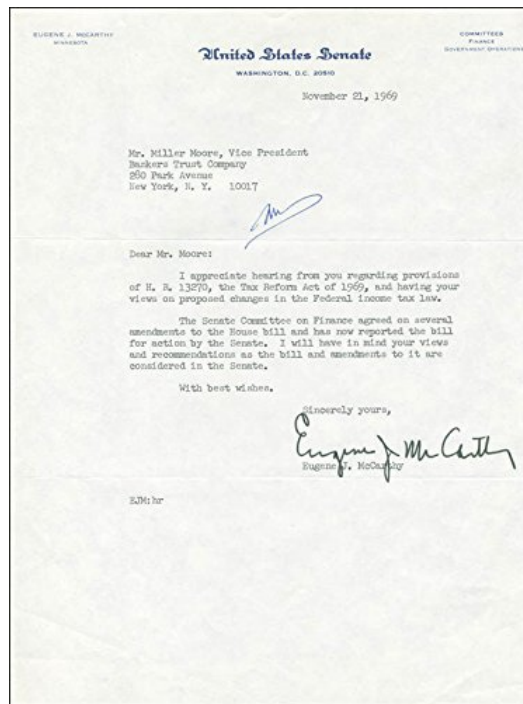 EUGENE J. McCARTHY
MINNESOTA
COMMITTEES
FINANCE
GOVERNMENT OPERATIONS
United States Senate
WASHINGTON, D.C. 20510
November 21, 1969
Mr. Miller Moore, Vice President
Bankers Trust Company
280 Park Avenue
New York, N. Y. 10017
Dear Mr. Moore:
I appreciate hearing from you regarding provisions
of H. R. 13270, the Tax Reform Act of 1969, and having your
views on proposed changes in the Federal income tax law.
The Senate Committee on Finance agreed on several
amendments to the House bill and has now reported the bill
for action by the Senate. I will have in mind your views
and recommendations as the bill and amendments to it are
considered in the Senate.
With best wishes.
Sincerely yours,
Eugene J. McCarthy
Eugene J. McCarthy
EJM:hr